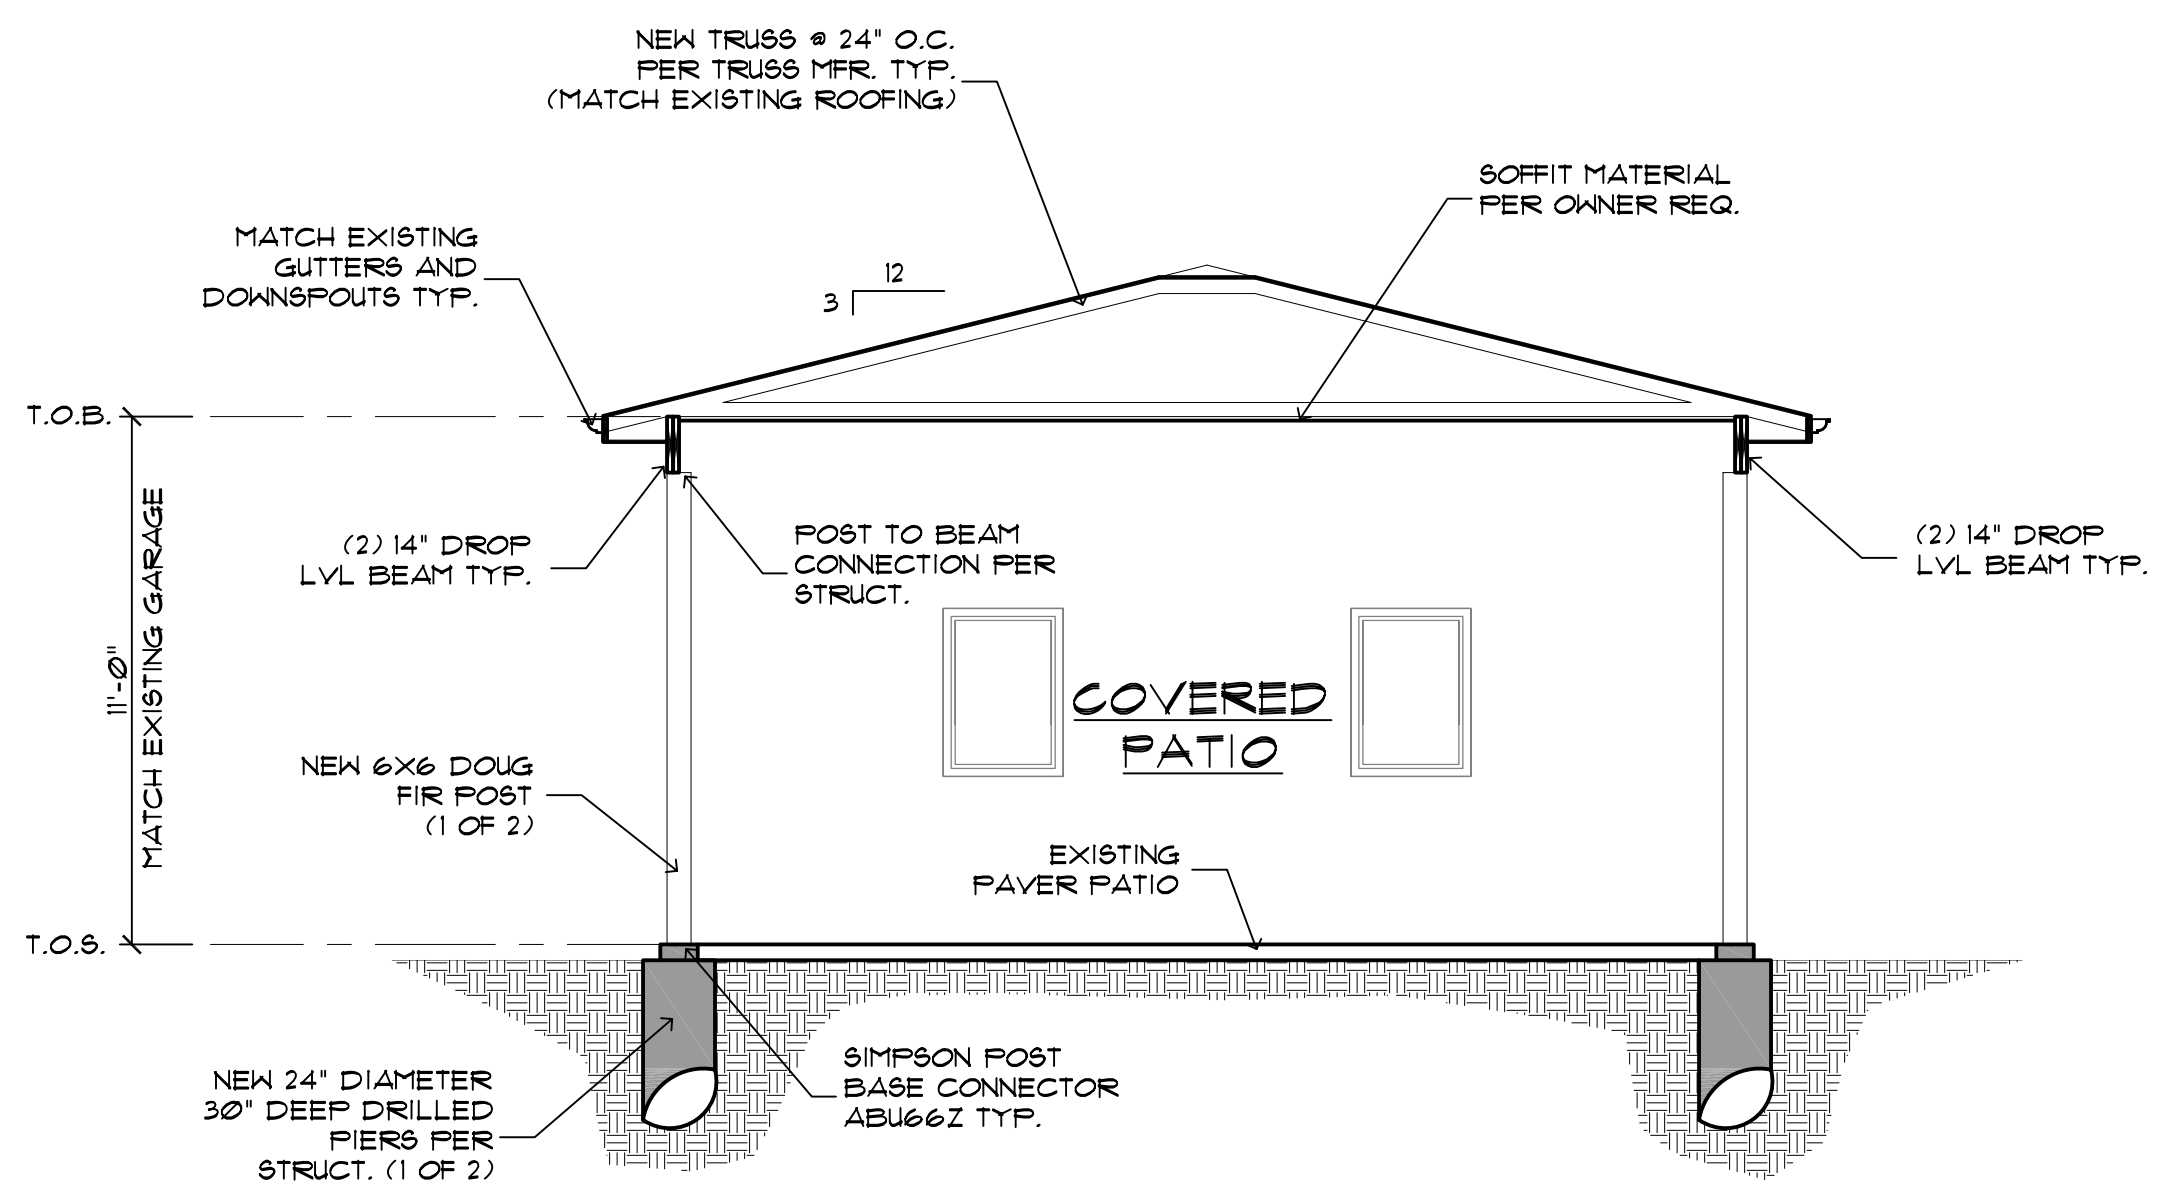 NEW TRUSS @ 24" O.C.
PER TRUSS MFR. TYP.
(MATCH EXISTING ROOFING)
SOFFIT MATERIAL
PER OWNER REQ.
MATCH EXISTING
GUTTERS AND
DOWNSPOUTS TYP.
12
3
T.O.B.
11'-0"
MATCH EXISTING GARAGE
(2) 14" DROP
LVL BEAM TYP.
POST TO BEAM
CONNECTION PER
STRUCT.
(2) 14" DROP
LVL BEAM TYP.
COVERED
PATIO
NEW 6X6 DOUG
FIR POST
(1 OF 2)
EXISTING
PAVER PATIO
T.O.S.
NEW 24" DIAMETER
30" DEEP DRILLED
PIERS PER
STRUCT. (1 OF 2)
SIMPSON POST
BASE CONNECTOR
ABU66Z TYP.